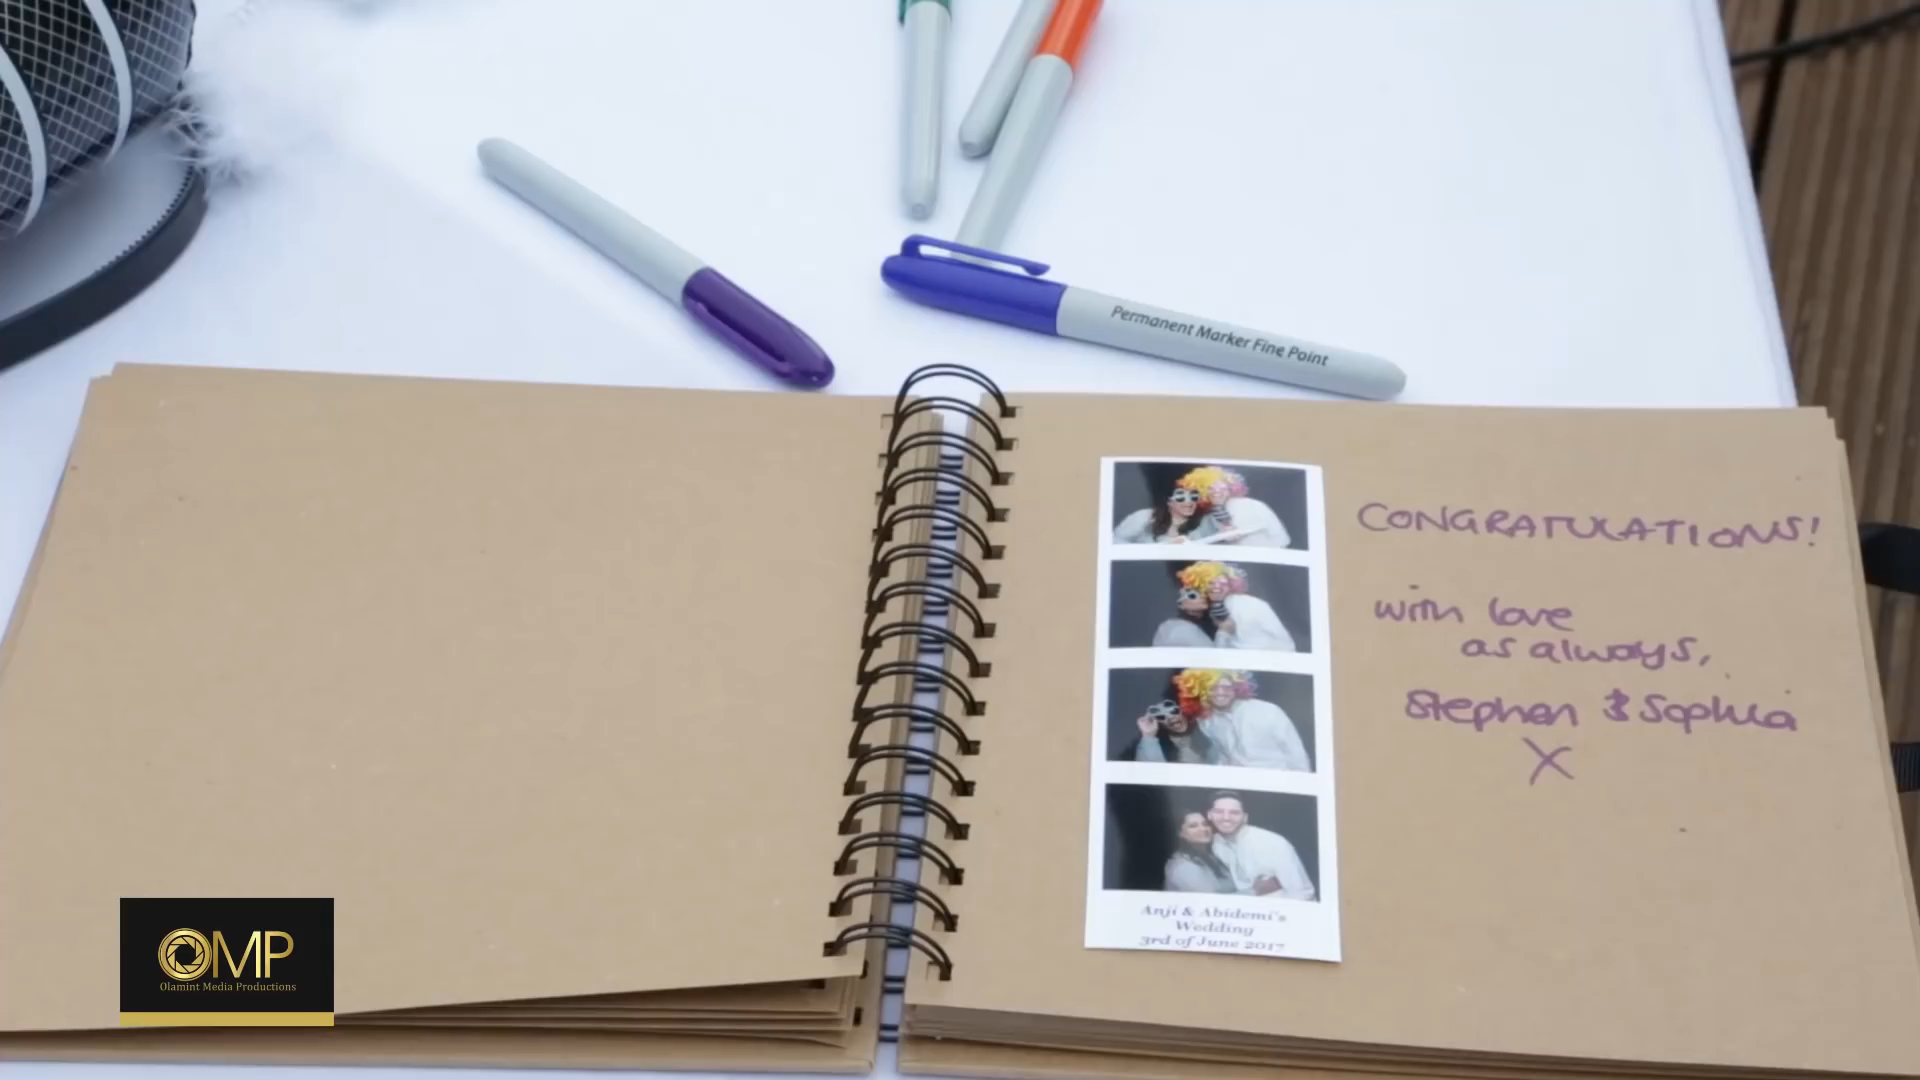 Permanent Marker Fine Point
CONGRATULATIONS!
with love
as always,
Stephen & Sophia
X
Anji & Abidemi's
Wedding
3rd of June 2017
OMP
Olamint Media Productions